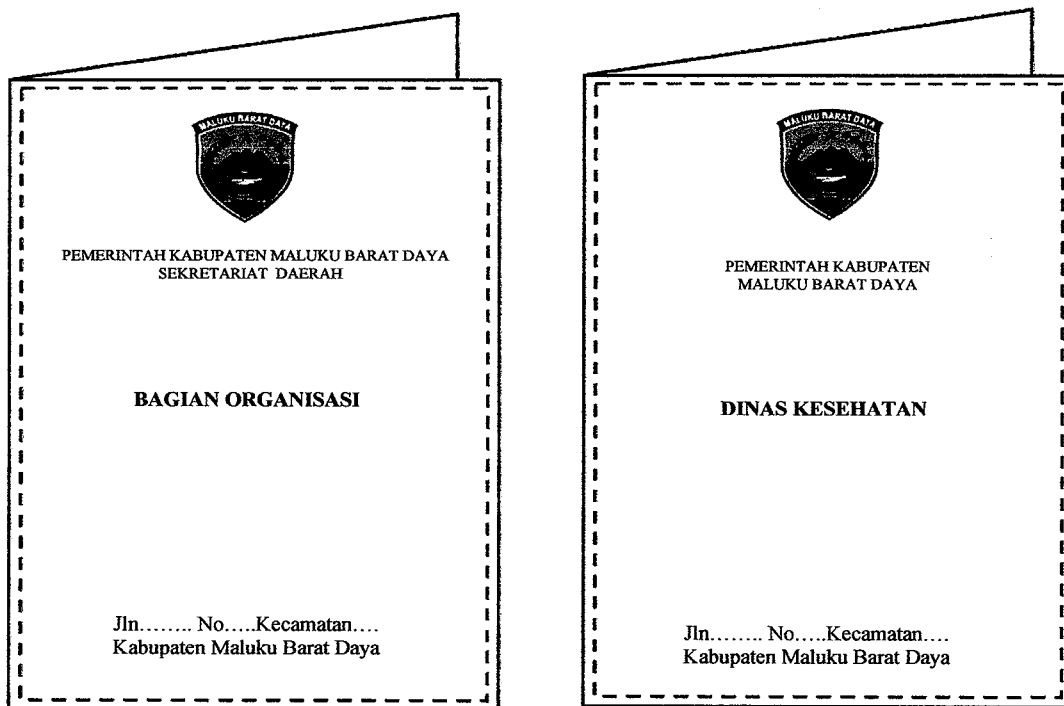 MALUKU BARAT DAYA
PEMERINTAH KABUPATEN MALUKU BARAT DAYA
SEKRETARIAT DAERAH
BAGIAN ORGANISASI
Jln........ No.....Kecamatan....
Kabupaten Maluku Barat Daya
MALUKU BARAT DAYA
PEMERINTAH KABUPATEN
MALUKU BARAT DAYA
DINAS KESEHATAN
Jln........ No.....Kecamatan....
Kabupaten Maluku Barat Daya